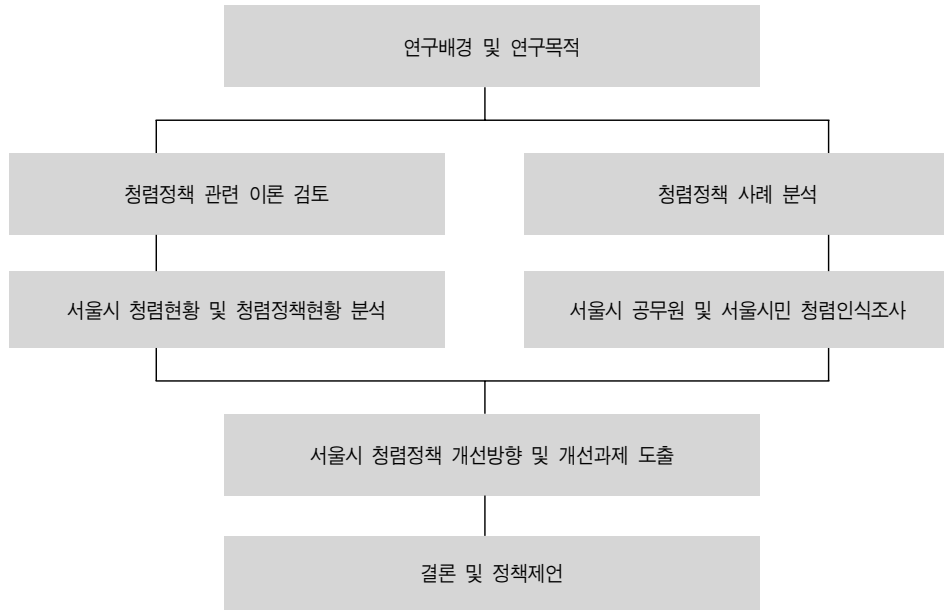 연구배경 및 연구목적
청렴정책 관련 이론 검토
청렴정책 사례 분석
서울시 청렴현황 및 청렴정책현황 분석
서울시 공무원 및 서울시민 청렴인식조사
서울시 청렴정책 개선방향 및 개선과제 도출
결론 및 정책제언